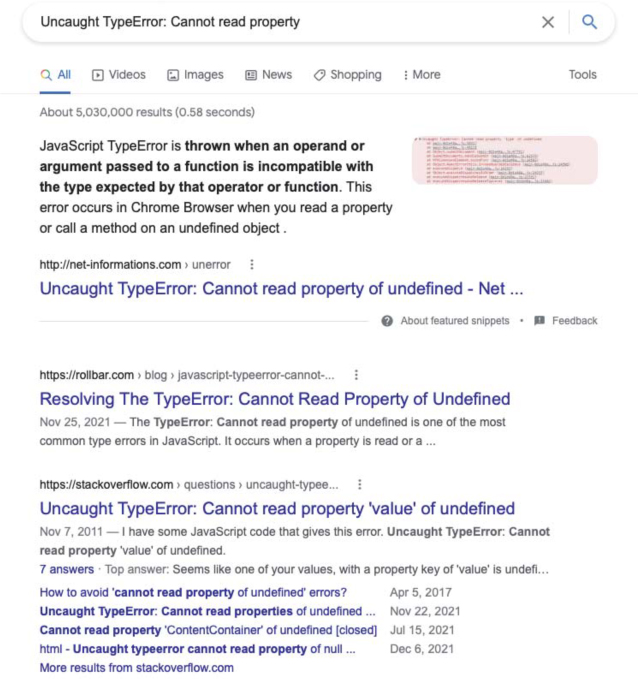 Uncaught TypeError: Cannot read property
All Videos Images News Shopping More Tools
About 5,030,000 results (0.58 seconds)
JavaScript TypeError is thrown when an operand or
argument passed to a function is incompatible with
the type expected by that operator or function. This
error occurs in Chrome Browser when you read a property
or call a method on an undefined object .
http://net-informations.com › unerror
Uncaught TypeError: Cannot read property of undefined - Net ...
About featured snippets • Feedback
https://rollbar.com › blog › javascript-typeerror-cannot-...
Resolving The TypeError: Cannot Read Property of Undefined
Nov 25, 2021 — The TypeError: Cannot read property of undefined is one of the most
common type errors in JavaScript. It occurs when a property is read or a ...
https://stackoverflow.com › questions › uncaught-typee...
Uncaught TypeError: Cannot read property 'value' of undefined
Nov 7, 2011 — I have some JavaScript code that gives this error. Uncaught TypeError: Cannot
read property 'value' of undefined.
7 answers · Top answer: Seems like one of your values, with a property key of 'value' is undefi...
How to avoid 'cannot read property of undefined' errors? Apr 5, 2017
Uncaught TypeError: Cannot read properties of undefined ... Nov 22, 2021
Cannot read property 'ContentContainer' of undefined [closed] Jul 15, 2021
html - Uncaught typeerror cannot read property of null ... Dec 6, 2021
More results from stackoverflow.com